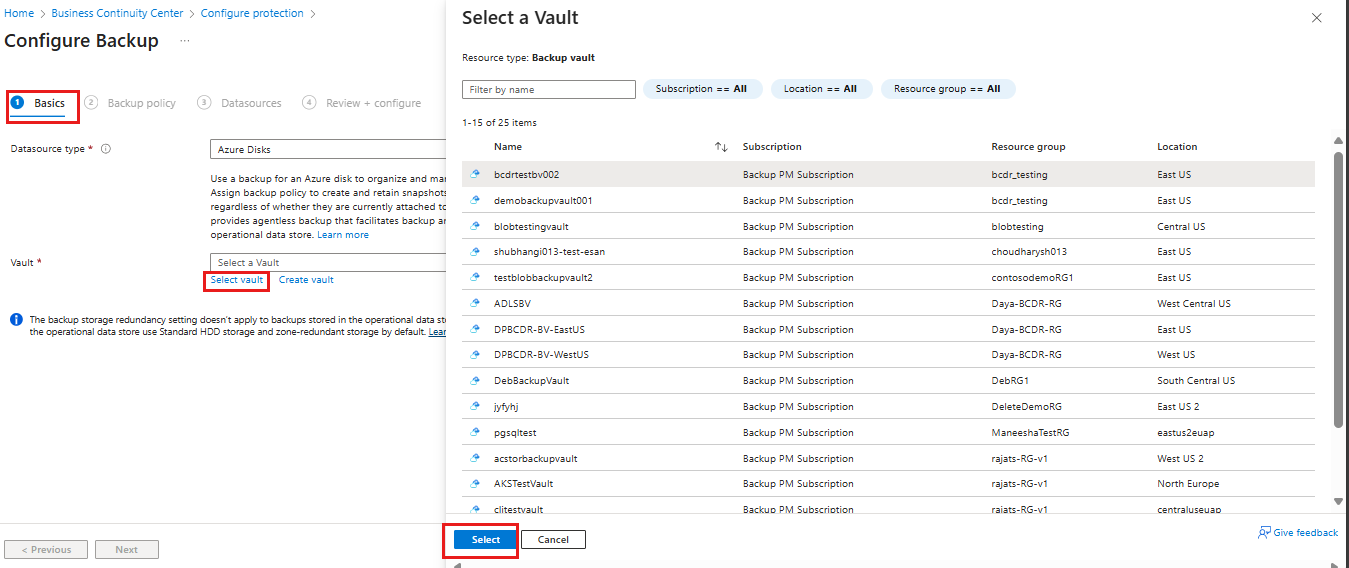 Home > Business Continuity Center > Configure protection >
Configure Backup ...
1 Basics 2 Backup policy 3 Datasources 4 Review + configure
Datasource type *
Azure Disks
Use a backup for an Azure disk to organize and
Assign backup policy to create and retain snapshots
regardless of whether they are currently attached to
provides agentless backup that facilitates backup
operational data store. Learn more
Vault *
Select a Vault
Select vault Create vault
The backup storage redundancy setting doesn't apply to backups stored in the operational data
the operational data store use Standard HDD storage and zone-redundant storage by default.
< Previous Next
Select a Vault
Resource type: Backup vault
Filter by name Subscription == All Location == All Resource group == All
1-15 of 25 items
Name ↑↓ Subscription Resource group Location
bcdrtestbv002 Backup PM Subscription bcdr_testing East US
demobackupvault001 Backup PM Subscription bcdr_testing East US
blobtestingvault Backup PM Subscription blobtesting Central US
shubhangi013-test-esan Backup PM Subscription choudharysh013 East US
testblobbackupvault2 Backup PM Subscription contosodemoRG1 East US
ADLSBV Backup PM Subscription Daya-BCDR-RG West Central US
DPBCDR-BV-EastUS Backup PM Subscription Daya-BCDR-RG East US
DPBCDR-BV-WestUS Backup PM Subscription Daya-BCDR-RG West US
DebBackupVault Backup PM Subscription DebRG1 South Central US
jyfyhj Backup PM Subscription DeleteDemoRG East US 2
pgsqltest Backup PM Subscription ManeeshaTestRG eastus2euap
acstorbackupvault Backup PM Subscription rajats-RG-v1 West US 2
AKSTestVault Backup PM Subscription rajats-RG-v1 North Europe
clitestvault Backup PM Subscription rajats-RG-v1 centraluseuap
Select Cancel
Give feedback